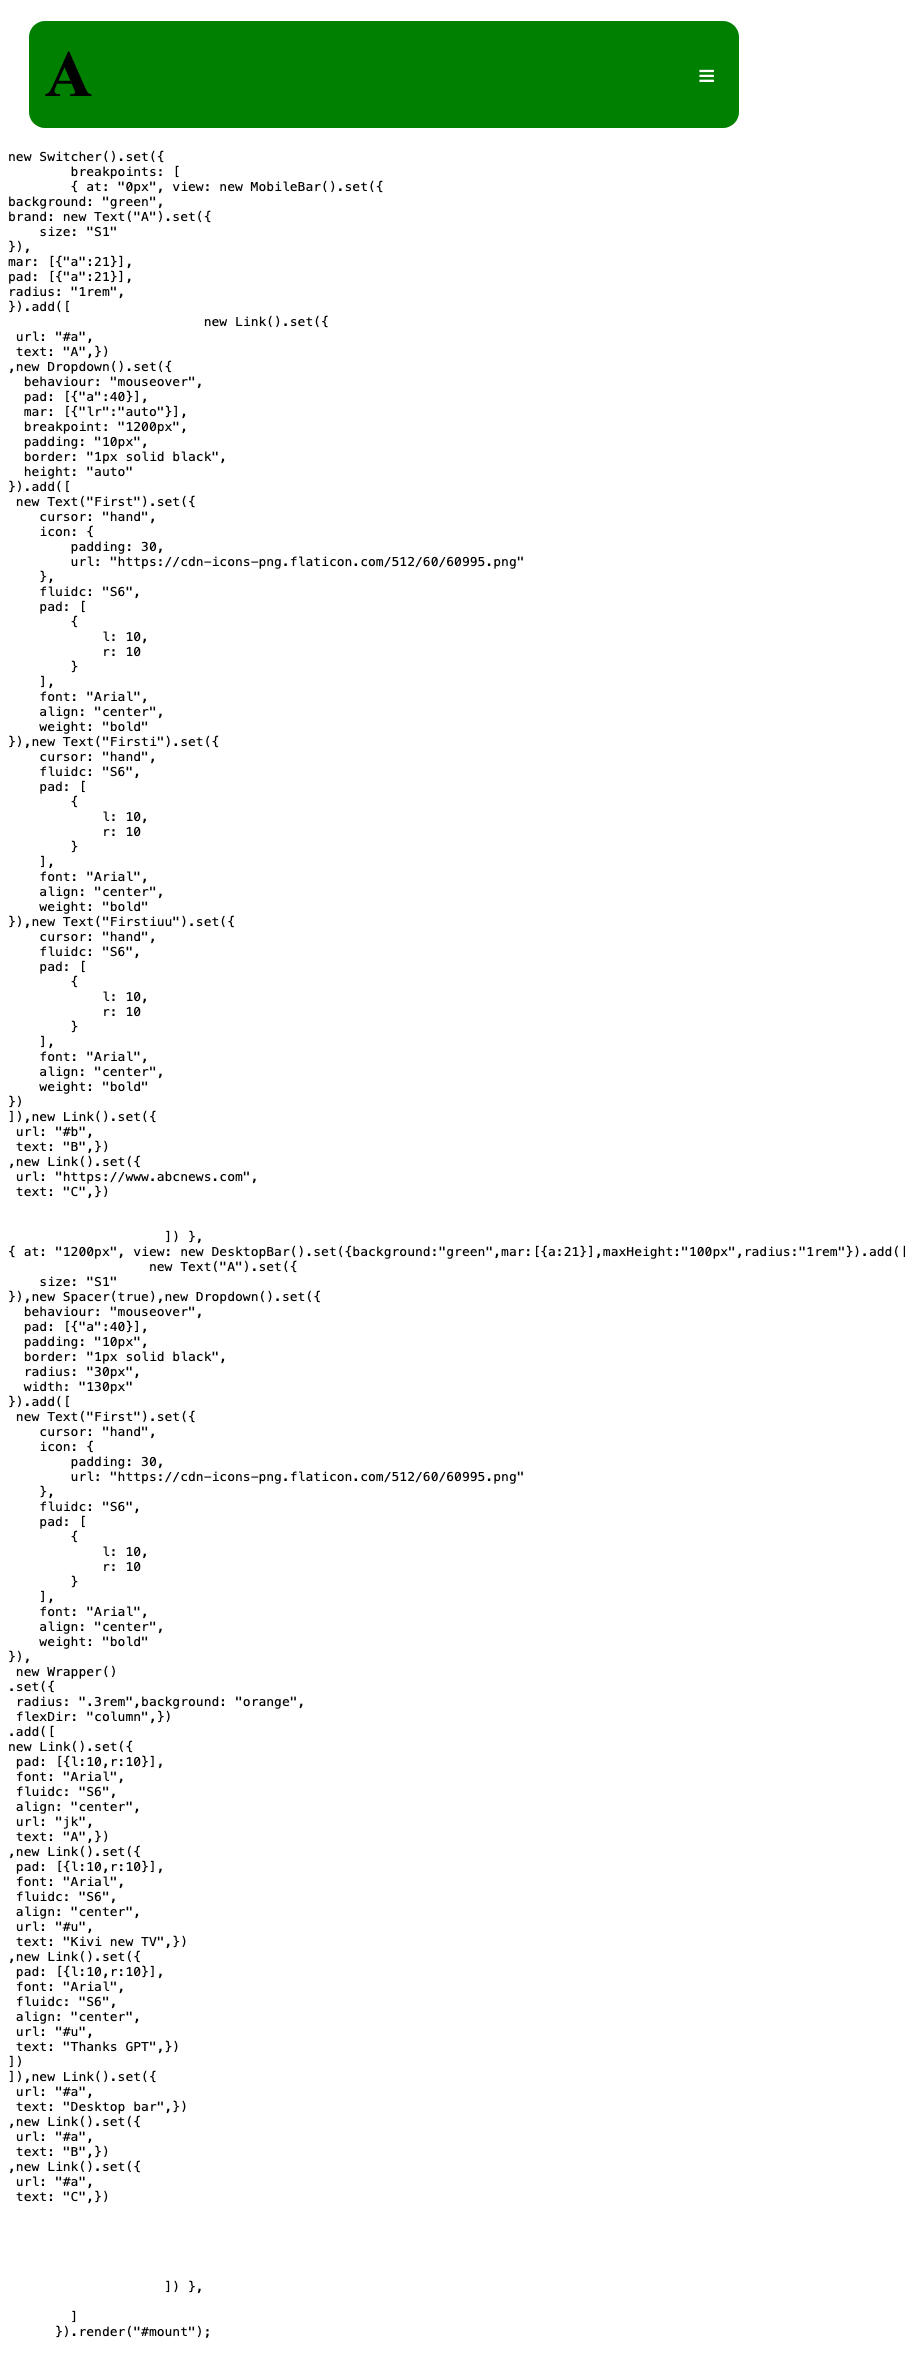 A
≡
new Switcher().set({
        breakpoints: [
        { at: "0px", view: new MobileBar().set({
background: "green",
brand: new Text("A").set({
    size: "S1"
}),
mar: [{"a":21}],
pad: [{"a":21}],
radius: "1rem",
}).add([
                         new Link().set({
 url: "#a",
 text: "A",})
,new Dropdown().set({
  behaviour: "mouseover",
  pad: [{"a":40}],
  mar: [{"lr":"auto"}],
  breakpoint: "1200px",
  padding: "10px",
  border: "1px solid black",
  height: "auto"
}).add([
 new Text("First").set({
    cursor: "hand",
    icon: {
        padding: 30,
        url: "https://cdn-icons-png.flaticon.com/512/60/60995.png"
    },
    fluidc: "S6",
    pad: [
        {
            l: 10,
            r: 10
        }
    ],
    font: "Arial",
    align: "center",
    weight: "bold"
}),new Text("Firsti").set({
    cursor: "hand",
    fluidc: "S6",
    pad: [
        {
            l: 10,
            r: 10
        }
    ],
    font: "Arial",
    align: "center",
    weight: "bold"
}),new Text("Firstiuu").set({
    cursor: "hand",
    fluidc: "S6",
    pad: [
        {
            l: 10,
            r: 10
        }
    ],
    font: "Arial",
    align: "center",
    weight: "bold"
})
]),new Link().set({
 url: "#b",
 text: "B",})
,new Link().set({
 url: "https://www.abcnews.com",
 text: "C",})
                    ]) },
{ at: "1200px", view: new DesktopBar().set({background:"green",mar:[{a:21}],maxHeight:"100px",radius:"1rem"}).add([
                  new Text("A").set({
    size: "S1"
}),new Spacer(true),new Dropdown().set({
  behaviour: "mouseover",
  pad: [{"a":40}],
  padding: "10px",
  border: "1px solid black",
  radius: "30px",
  width: "130px"
}).add([
 new Text("First").set({
    cursor: "hand",
    icon: {
        padding: 30,
        url: "https://cdn-icons-png.flaticon.com/512/60/60995.png"
    },
    fluidc: "S6",
    pad: [
        {
            l: 10,
            r: 10
        }
    ],
    font: "Arial",
    align: "center",
    weight: "bold"
}),
 new Wrapper()
.set({
 radius: ".3rem",background: "orange",
 flexDir: "column",})
.add([
new Link().set({
 pad: [{l:10,r:10}],
 font: "Arial",
 fluidc: "S6",
 align: "center",
 url: "jk",
 text: "A",})
,new Link().set({
 pad: [{l:10,r:10}],
 font: "Arial",
 fluidc: "S6",
 align: "center",
 url: "#u",
 text: "Kivi new TV",})
,new Link().set({
 pad: [{l:10,r:10}],
 font: "Arial",
 fluidc: "S6",
 align: "center",
 url: "#u",
 text: "Thanks GPT",})
])
]),new Link().set({
 url: "#a",
 text: "Desktop bar",})
,new Link().set({
 url: "#a",
 text: "B",})
,new Link().set({
 url: "#a",
 text: "C",})
                    ]) },
        ]
      }).render("#mount");